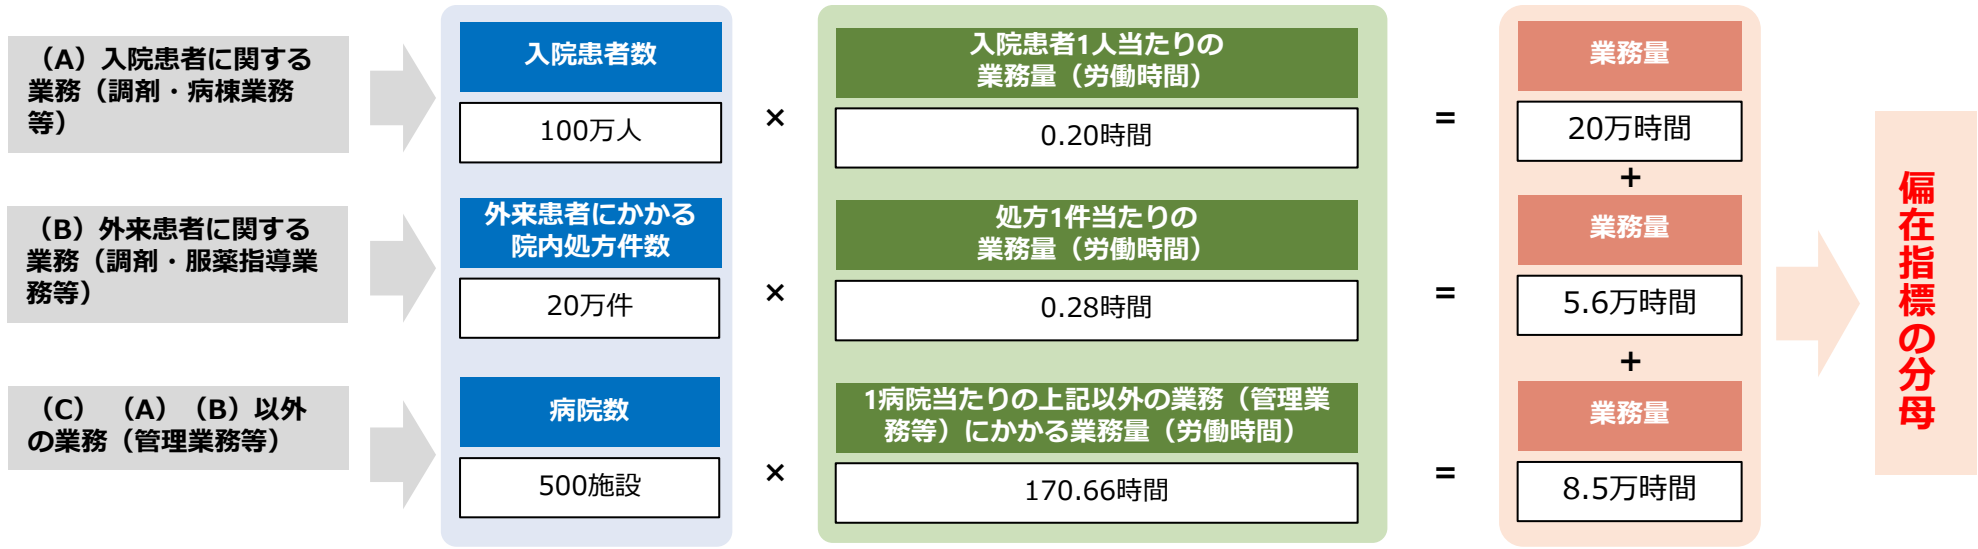 （A）入院患者に関する
業務（調剤・病棟業務
等）
入院患者数
100万人
×
入院患者1人当たりの
業務量（労働時間）
0.20時間
=
業務量
20万時間
+
（B）外来患者に関する
業務（調剤・服薬指導業
務等）
外来患者にかかる
院内処方件数
20万件
×
処方1件当たりの
業務量（労働時間）
0.28時間
=
業務量
5.6万時間
+
（C）（A）（B）以外
の業務（管理業務等）
病院数
500施設
×
1病院当たりの上記以外の業務（管理業
務等）にかかる業務量（労働時間）
170.66時間
=
業務量
8.5万時間
偏在指標の分母